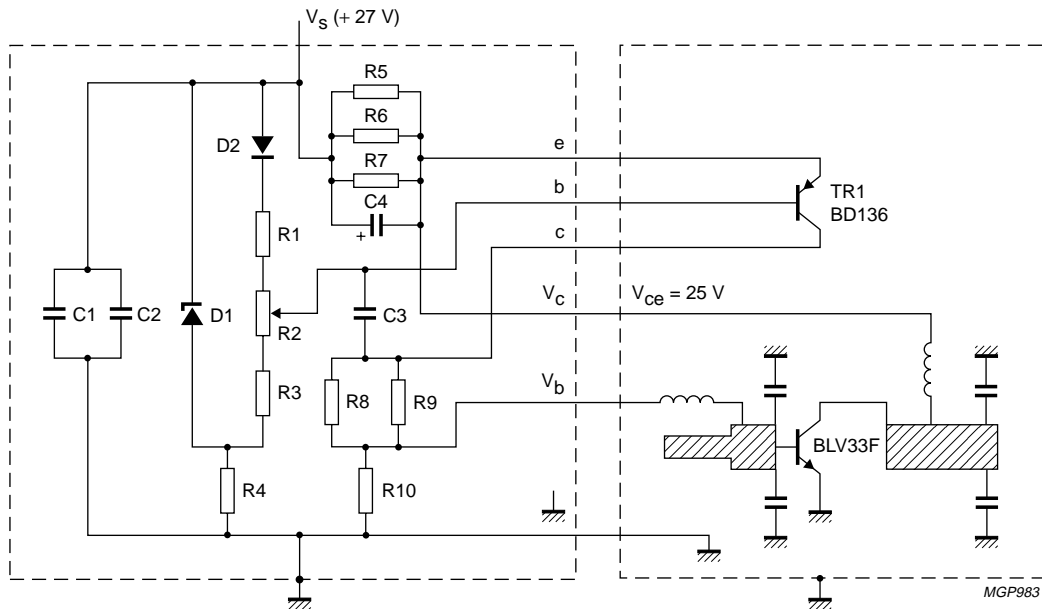 Vs (+ 27 V)
R5
R6
D2
R7
e
C4
b
TR1
BD136
+
R1
c
Vc
Vce = 25 V
C1
C2
D1
R2
C3
R3
Vb
R8
R9
BLV33F
R4
R10
MGP983